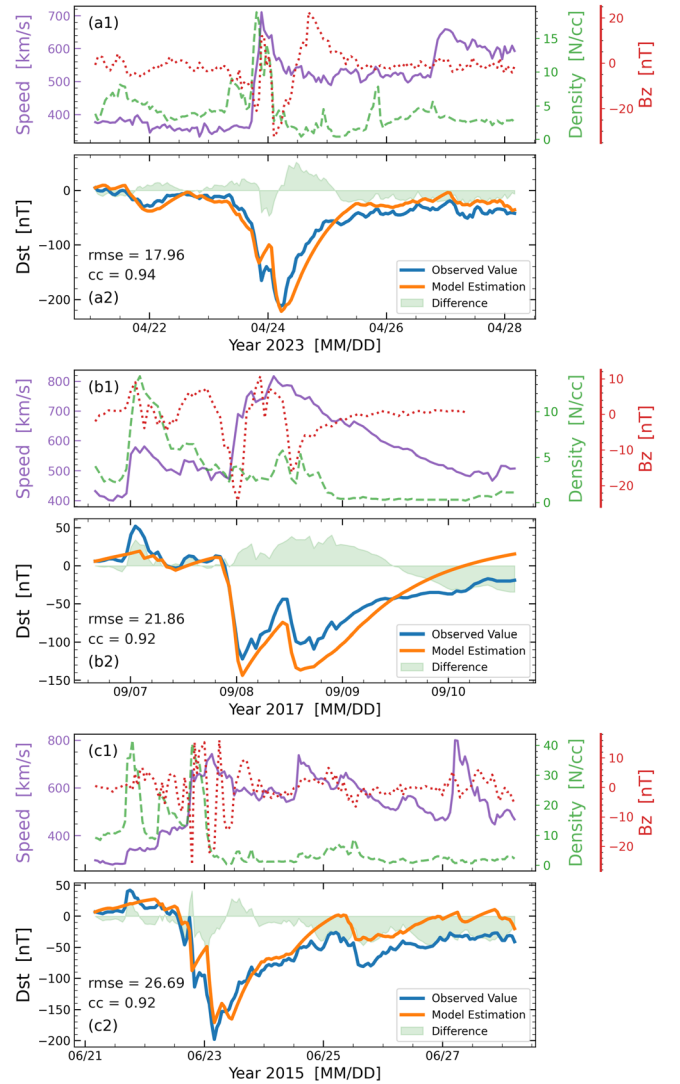 (a1)
Speed [km/s]
700
600
500
400
Density [N/cc]
15
10
5
0
Bz [nT]
20
0
−20
(a2)
Dst [nT]
0
−100
−200
rmse = 17.96
cc = 0.94
Observed Value
Model Estimation
Difference
04/22
04/24
04/26
04/28
Year 2023 [MM/DD]
(b1)
Speed [km/s]
800
700
600
500
400
Density [N/cc]
10
5
0
Bz [nT]
10
0
−10
−20
(b2)
Dst [nT]
50
0
−50
−100
−150
rmse = 21.86
cc = 0.92
Observed Value
Model Estimation
Difference
09/07
09/08
09/09
09/10
Year 2017 [MM/DD]
(c1)
Speed [km/s]
800
600
400
Density [N/cc]
40
30
20
10
0
Bz [nT]
10
0
−10
−20
(c2)
Dst [nT]
50
0
−50
−100
−150
−200
rmse = 26.69
cc = 0.92
Observed Value
Model Estimation
Difference
06/21
06/23
06/25
06/27
Year 2015 [MM/DD]